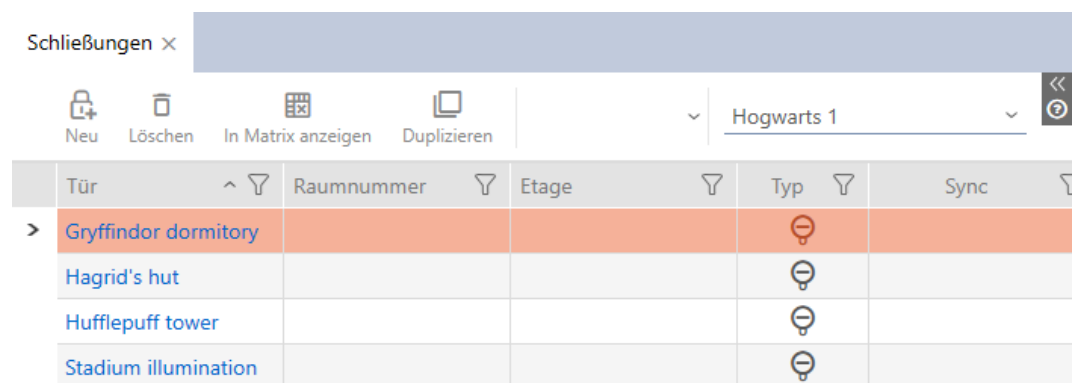 Schließungen
Neu Löschen In Matrix anzeigen Duplizieren Hogwarts 1
Tür Raumnummer Etage Typ Sync
Gryffindor dormitory
Hagrid's hut
Hufflepuff tower
Stadium illumination